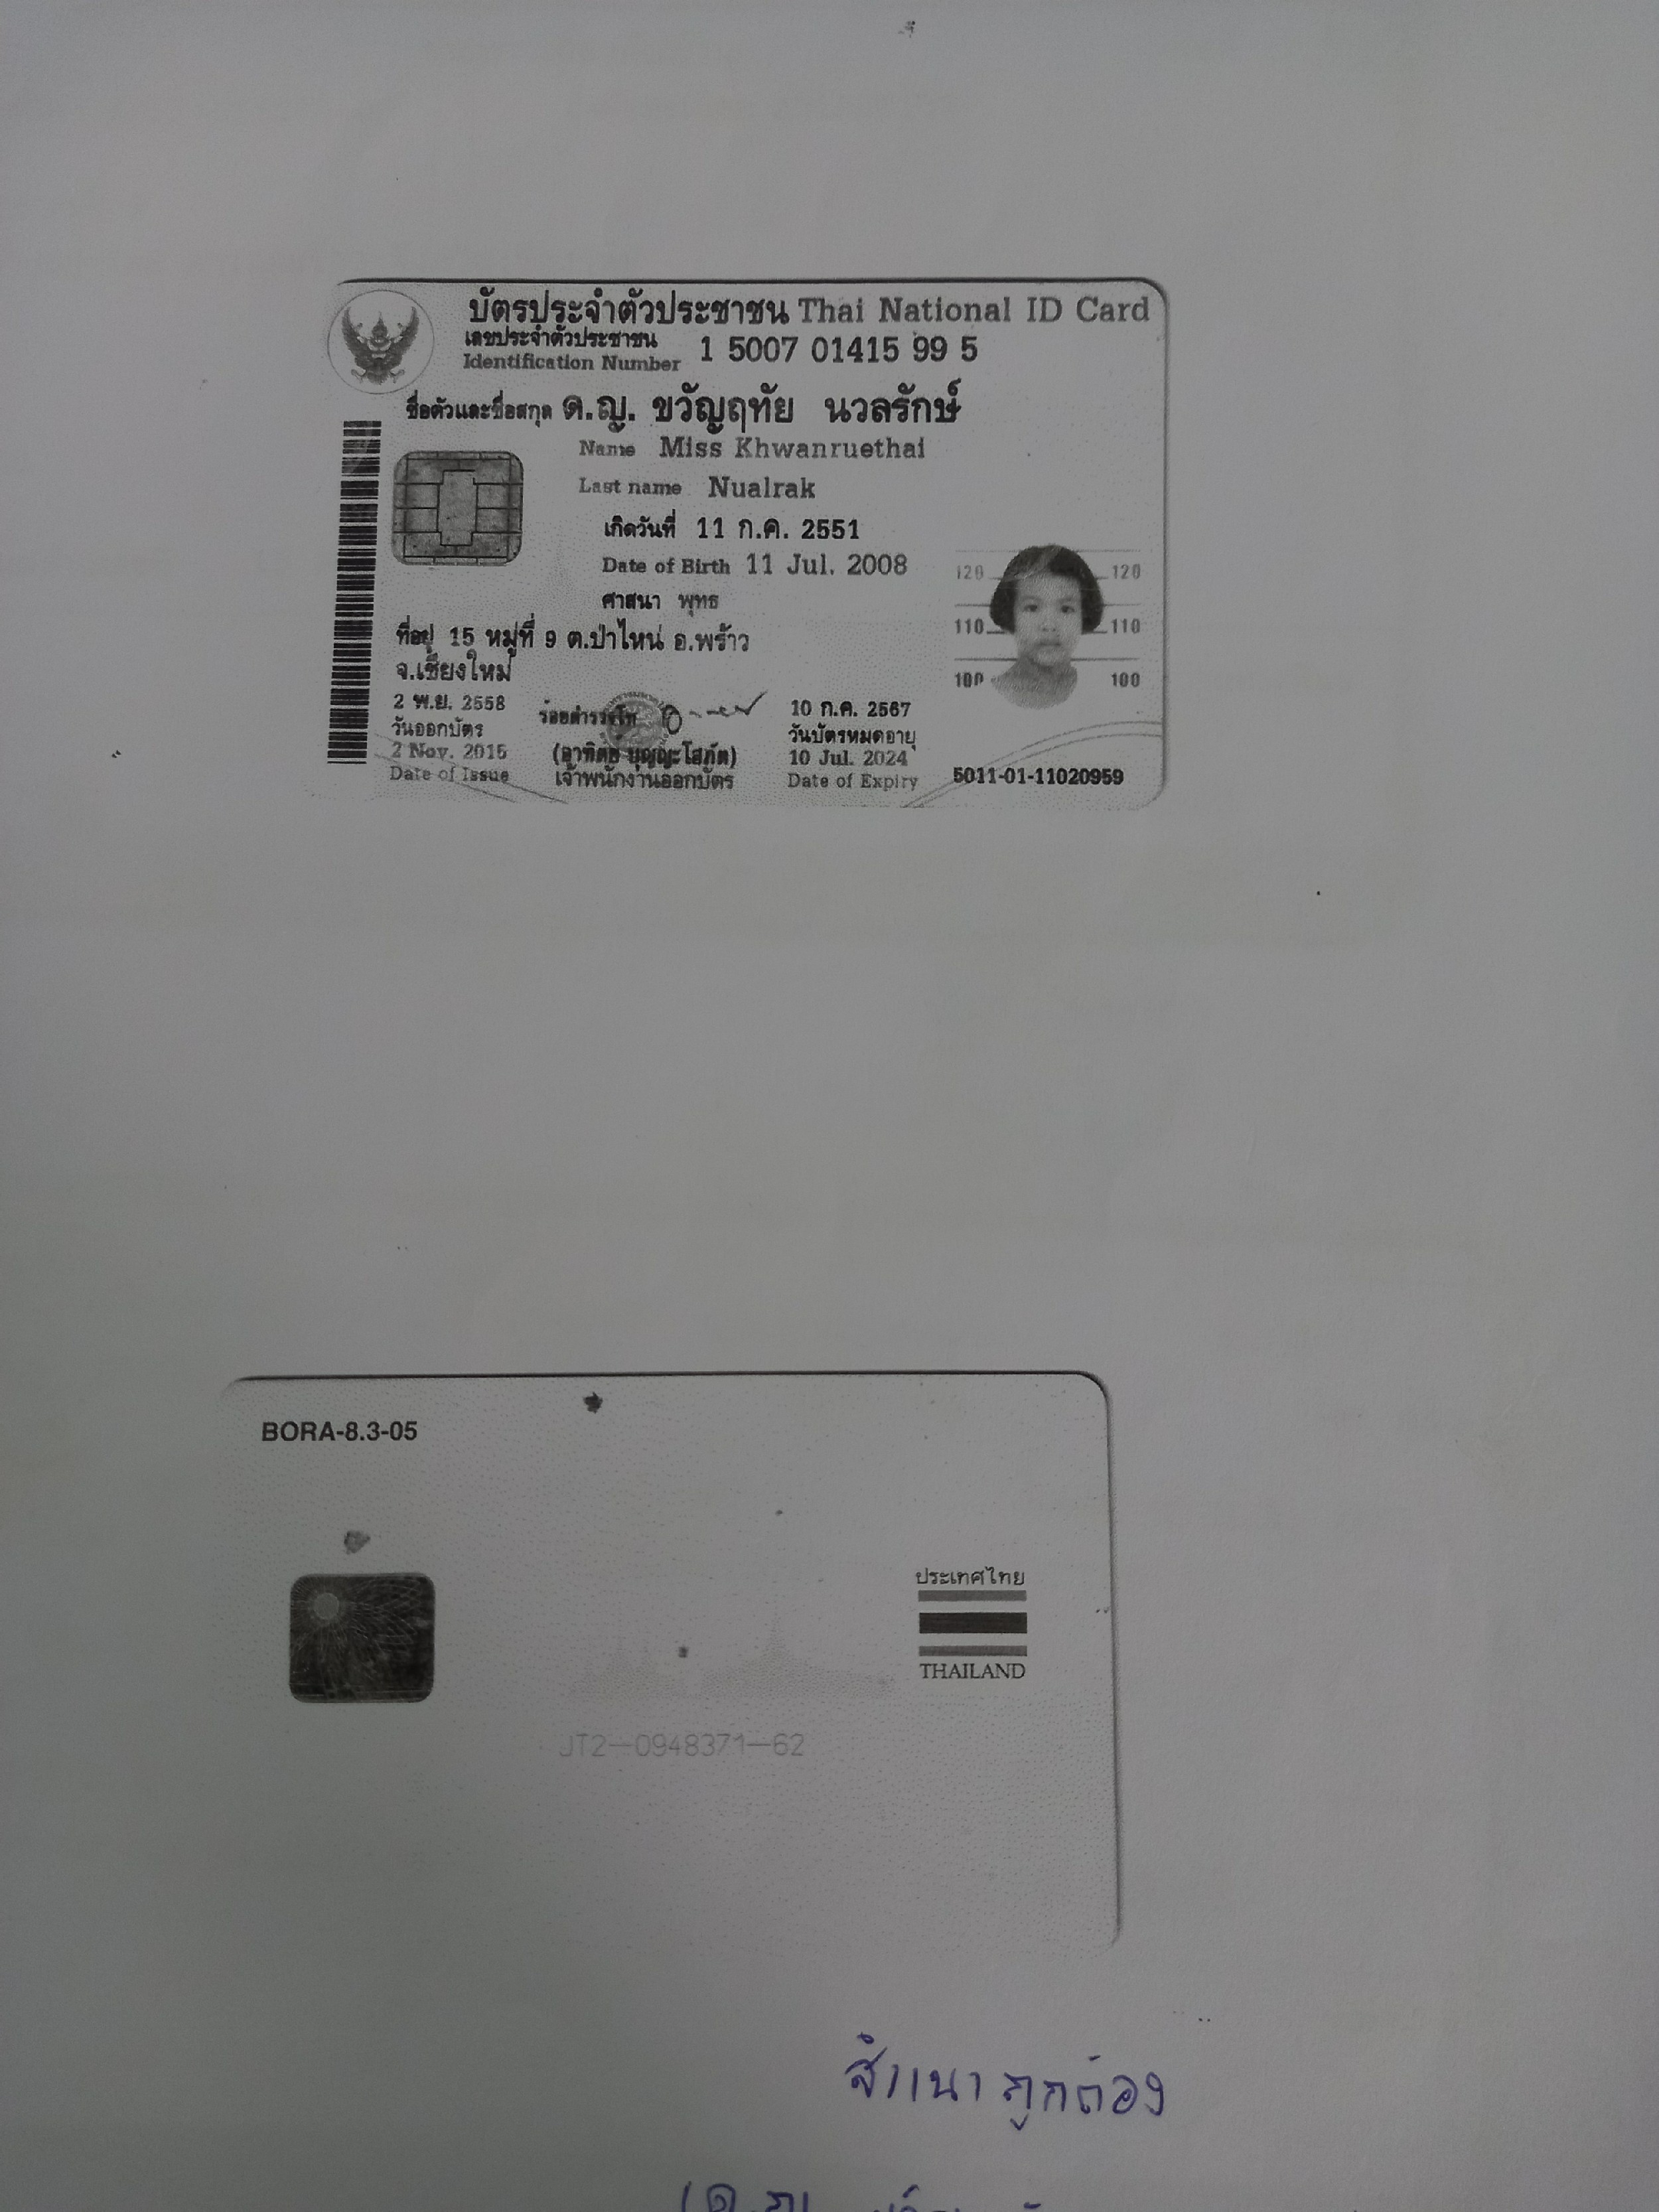 บัตรประจำตัวประชาชน Thai National ID Card
เลขประจำตัวประชาชน
Identification Number 1 5007 01415 99 5
ชื่อตัวและชื่อสกุล ด.ญ. ขวัญฤทัย นวลรักษ์
Name Miss Khwanruethai
Last name Nualrak
เกิดวันที่ 11 ก.ค. 2551
Date of Birth 11 Jul. 2008
ศาสนา พุทธ
ที่อยู่ 15 หมู่ที่ 9 ต.ป่าไหน่ อ.พร้าว
จ.เชียงใหม่
120 120
110 110
100 100
2 พ.ย. 2558
วันออกบัตร
2 Nov. 2015
Date of Issue
ร้อยตำรวจโท
(อาทิตย์ บุญญะโสภัต)
เจ้าพนักงานออกบัตร
10 ก.ค. 2567
วันบัตรหมดอายุ
10 Jul. 2024
Date of Expiry
5011-01-11020959
BORA-8.3-05
ประเทศไทย
THAILAND
JT2-0948371-62
สำเนาถูกต้อง